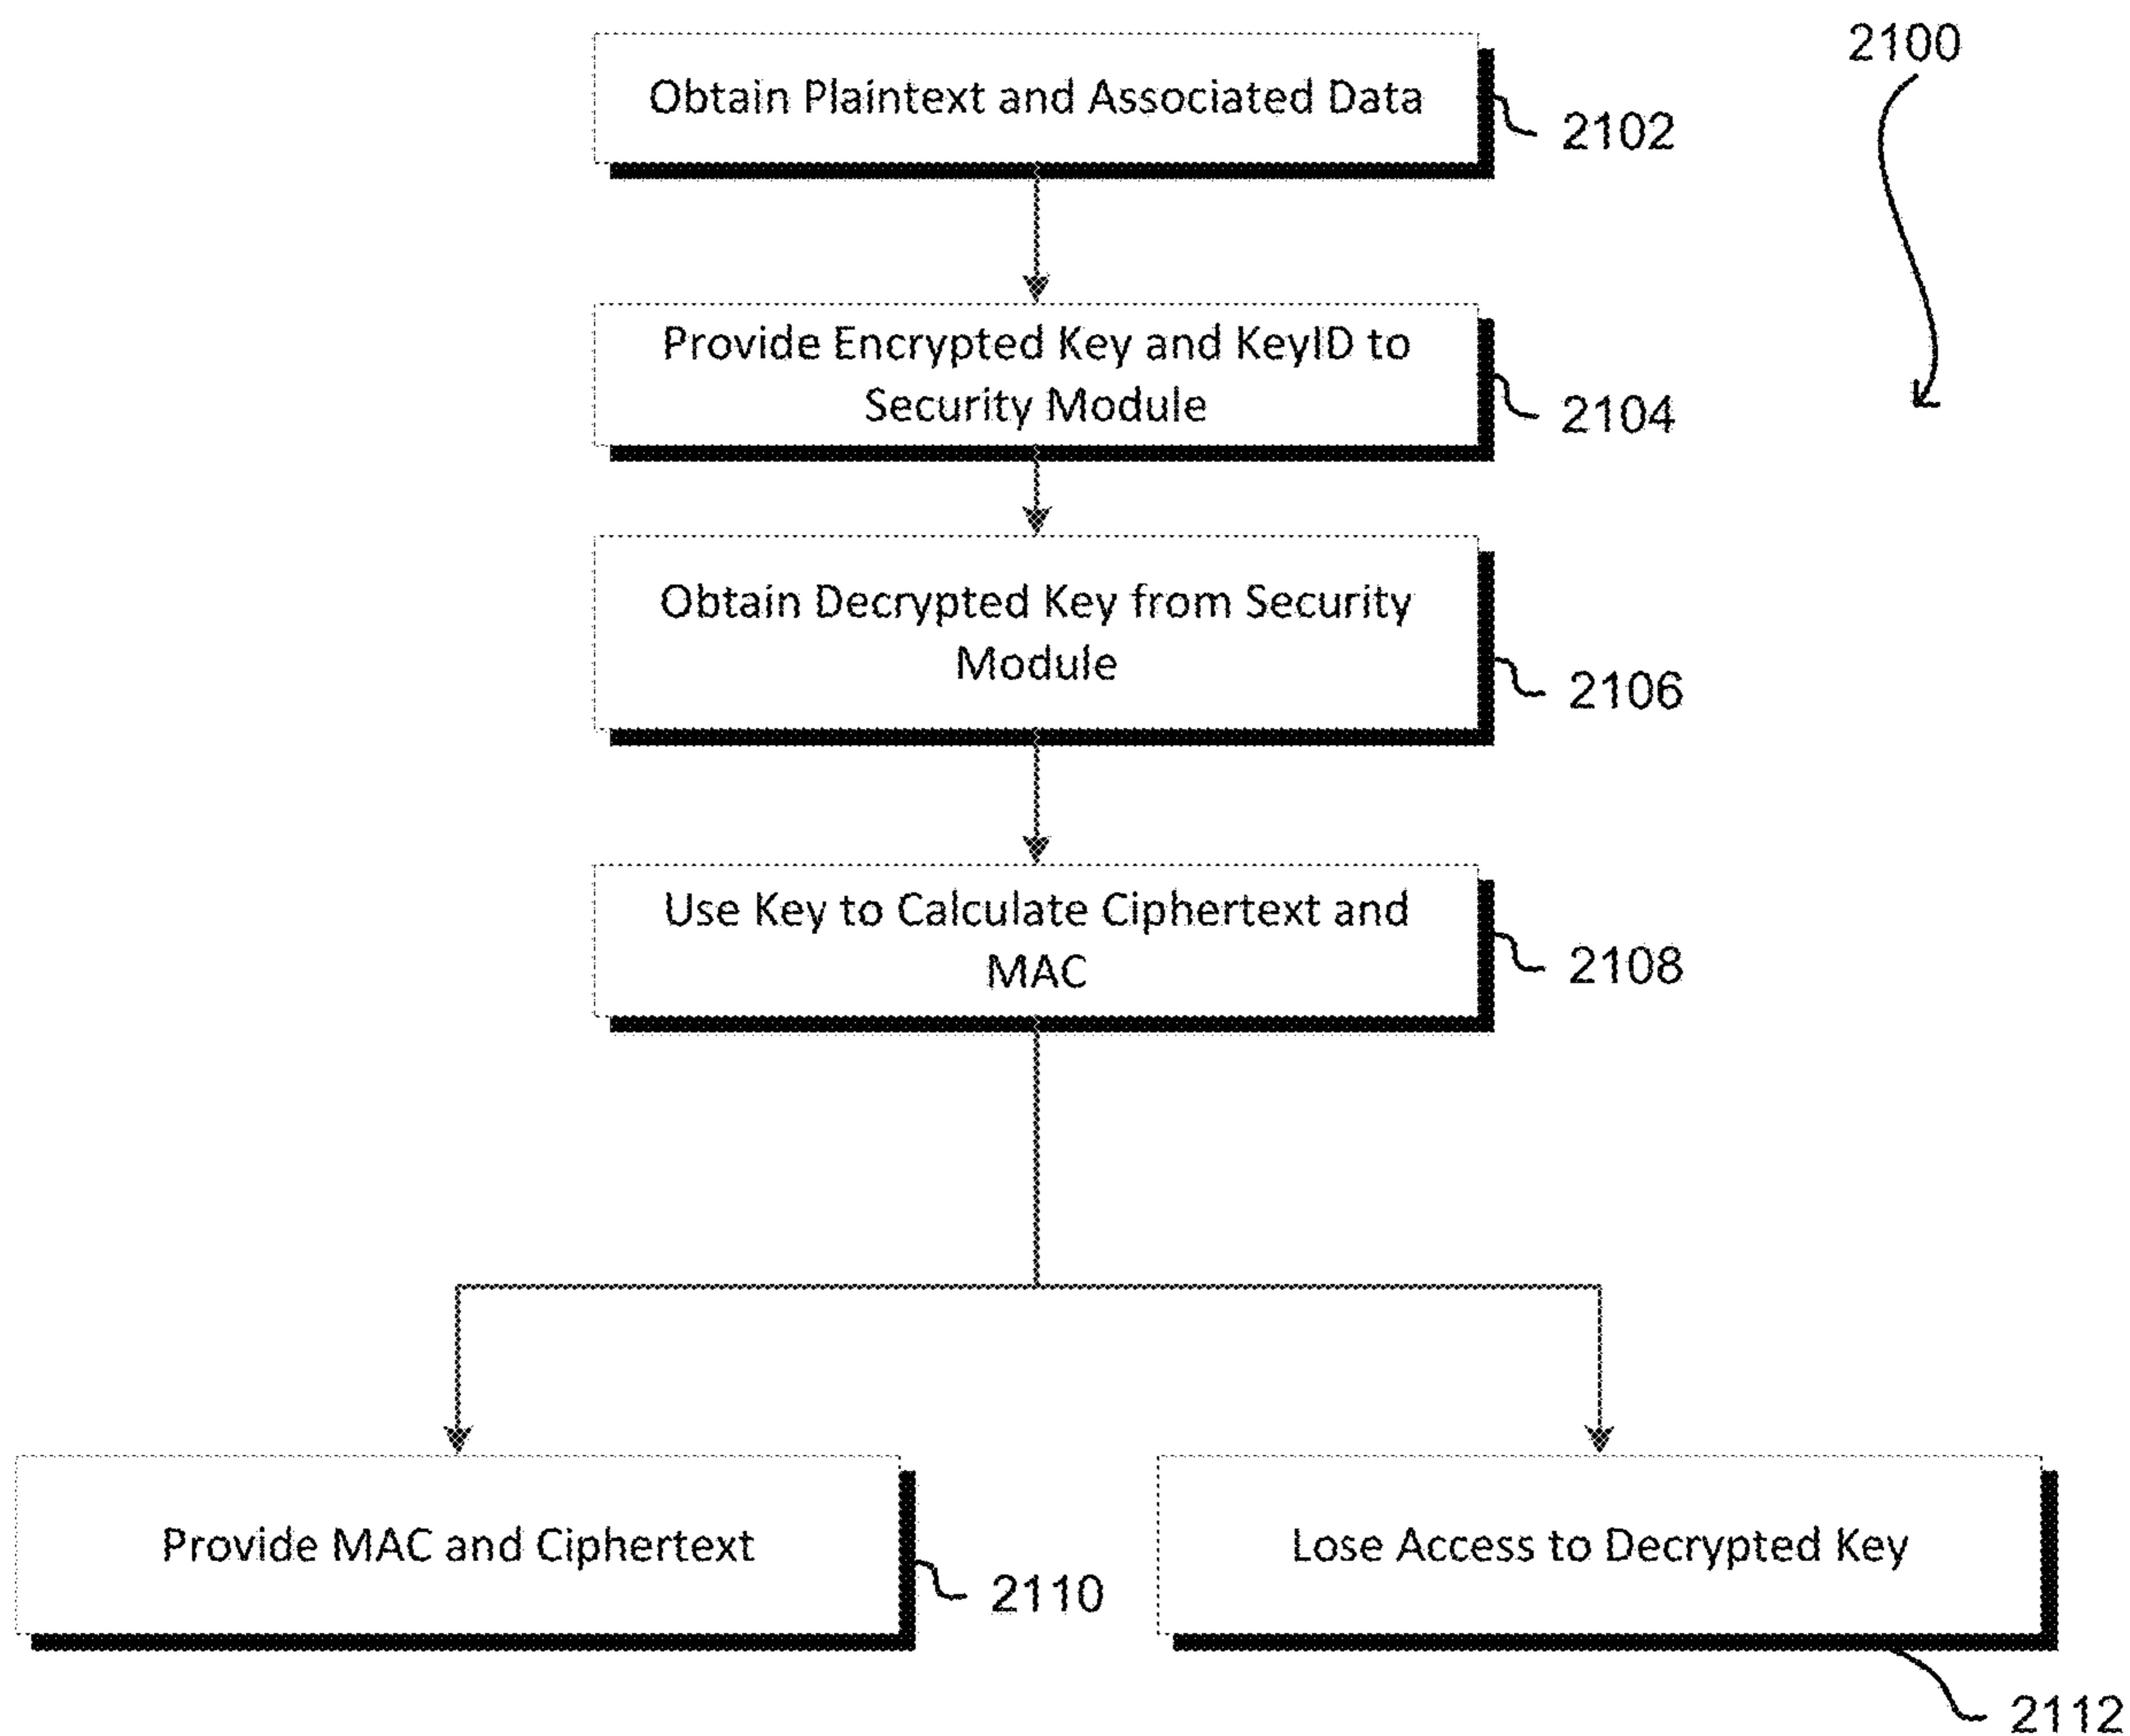 2100
Obtain Plaintext and Associated Data
2102
Provide Encrypted Key and KeyID to
Security Module
2104
Obtain Decrypted Key from Security
Module
2106
Use Key to Calculate Ciphertext and
MAC
2108
Provide MAC and Ciphertext
2110
Lose Access to Decrypted Key
2112